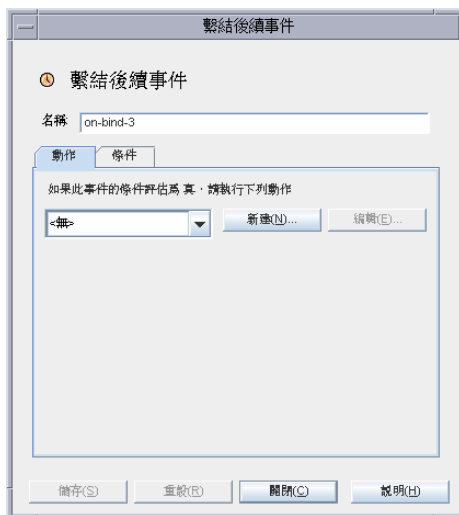 繫結後續事件
繫結後續事件
名稱: on-bind-3
動作 條件
如果此事件的條件評估為 真，請執行下列動作
<無> 新建(N)... 編輯(E)...
儲存(S) 重設(R) 關閉(C) 說明(H)